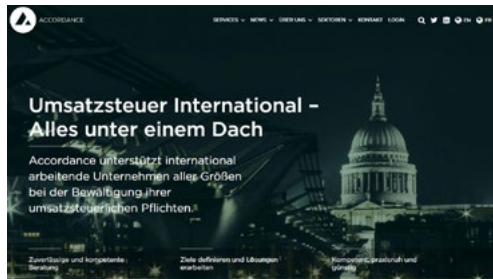 ACCORDANCE
SERVICES NEWS ÜBER UNS SEKTOREN KONTAKT LOGIN EN FR
Umsatzsteuer International –
Alles unter einem Dach
Accordance unterstützt international
arbeitende Unternehmen aller Größen
bei der Bewältigung ihrer
umsatzsteuerlichen Pflichten.
Zuverlässige und kompetente
Beratung
Ziele definieren und Lösungen
erarbeiten
Kompetent, praxisnah und
günstig